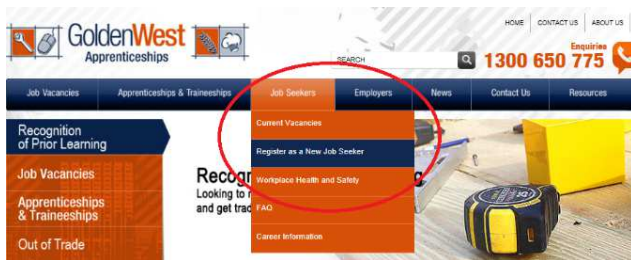 HOME CONTACT US ABOUT US
GoldenWest
Apprenticeships
Enquiries
SEARCH
1300 650 775
Job Vacancies Apprenticeships & Traineeships Job Seekers Employers News Contact Us Resources
Recognition
of Prior Learning
Job Vacancies
Apprenticeships
& Traineeships
Out of Trade
Current Vacancies
Register as a New Job Seeker
Workplace Health and Safety
FAQ
Career Information
Looking to
and get